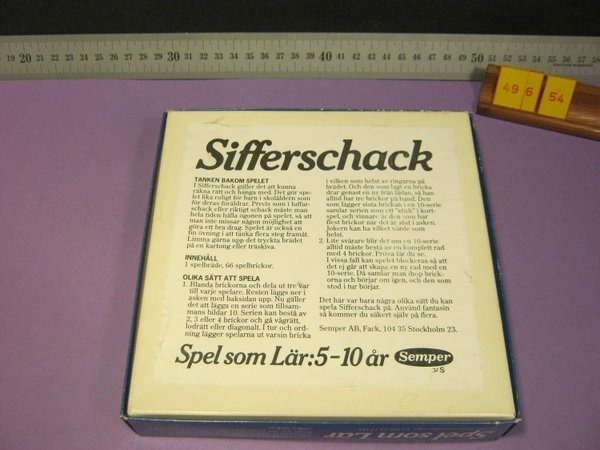 19 20 21 22 23 24 25 26 27 28 29 30 31 32 33 34 35 36 37 38 39 40 41 42 43 44 45 46 47 48 49 50 51 52 53 54 55 56 57 58
49 6 54
Sifferschack
TANKEN BAKOM SPELET
I Sifferschack gäller det att kunna
räkna rätt och hänga med. Det gör spe-
let lika roligt för barn i skolåldern som
för deras föräldrar. Precis som i luffar-
schack eller riktigt schack måste man
hela tiden hålla ögonen på spelet, så att
man inte missar någon möjlighet att
göra ett bra drag. Spelet är också en
fin övning i att tänka flera steg framåt.
Limma gärna upp det tryckta brädet
på en kartong eller träskiva.
INNEHÅLL
1 spelbräde, 66 spelbrickor.
OLIKA SÄTT ATT SPELA
1. Blanda brickorna och dela ut tre var
till varje spelare. Resten läggs ner i
asken med baksidan upp. Nu gäller
det att lägga en serie som tillsam-
mans bildar 10. Serien kan bestå av
2, 3 eller 4 brickor och gå vågrätt,
lodrätt eller diagonalt. I tur och ord-
ning lägger spelarna ut varsin bricka
i vilken som helst av ringarna på
brädet. Och den som lagt en bricka
drar genast en ny från lådan, så han
alltid har tre brickor på hand. Den
som lägger sista brickan i en 10-serie
samlar serien som ett "stick" i kort-
spel, och vinnare är den som har
flest brickor när det är slut i asken.
Jokern kan ha vilket värde som
helst.
2. Lite svårare blir det om en 10-serie
alltid måste bestå av en komplett rad
med 4 brickor. Pröva får du se.
I vissa fall kan spelet blockeras så att
det ej går att skapa en ny rad med en
10-serie. Då samlar man ihop brick-
orna och börjar om igen, och den som
stod i tur börjar.
Det här var bara några olika sätt du kan
spela Sifferschack på. Använd fantasin
så kommer du säkert själv på flera.
Semper AB, Fack, 104 35 Stockholm 23.
Spel som Lär: 5–10 år Semper
S
Spel som Lär